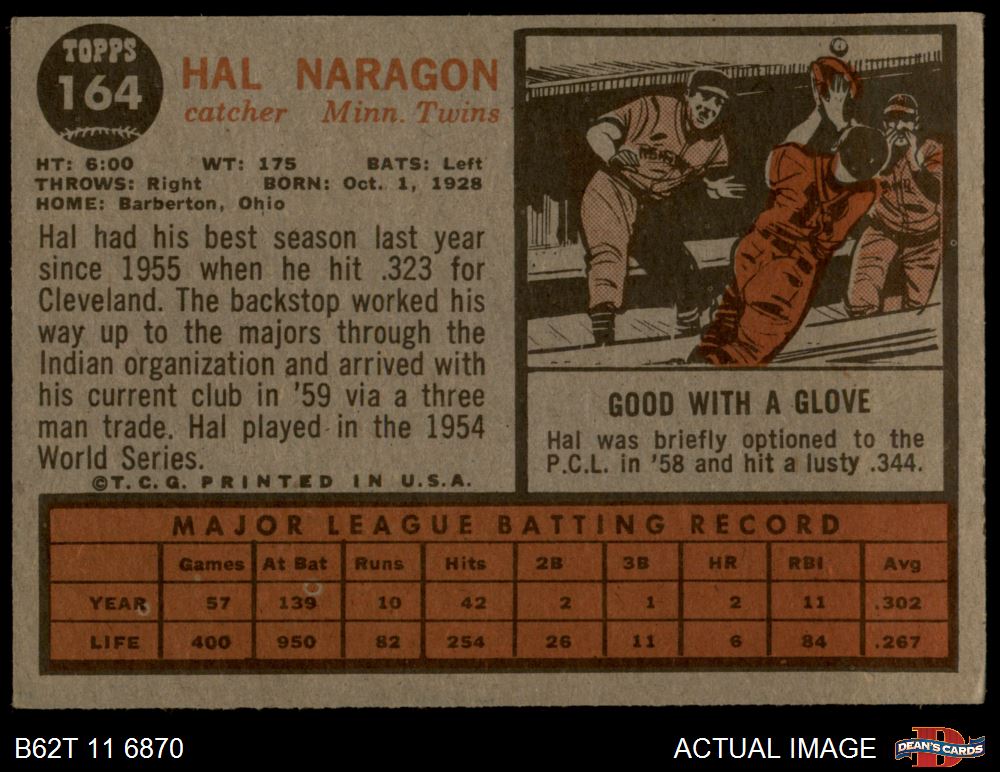 TOPPS
164
HAL NARAGON
catcher Minn. Twins
HT: 6:00 WT: 175 BATS: Left
THROWS: Right BORN: Oct. 1, 1928
HOME: Barberton, Ohio
Hal had his best season last year
since 1955 when he hit .323 for
Cleveland. The backstop worked his
way up to the majors through the
Indian organization and arrived with
his current club in '59 via a three
man trade. Hal played in the 1954
World Series.
©T.C.G. PRINTED IN U.S.A.
GOOD WITH A GLOVE
Hal was briefly optioned to the
P.C.L. in '58 and hit a lusty .344.
MAJOR LEAGUE BATTING RECORD
Games At Bat Runs Hits 2B 3B HR RBI Avg
YEAR 57 139 10 42 2 1 2 11 .302
LIFE 400 950 82 254 26 11 6 84 .267
B62T 11 6870
ACTUAL IMAGE
D
DEAN'S CARDS